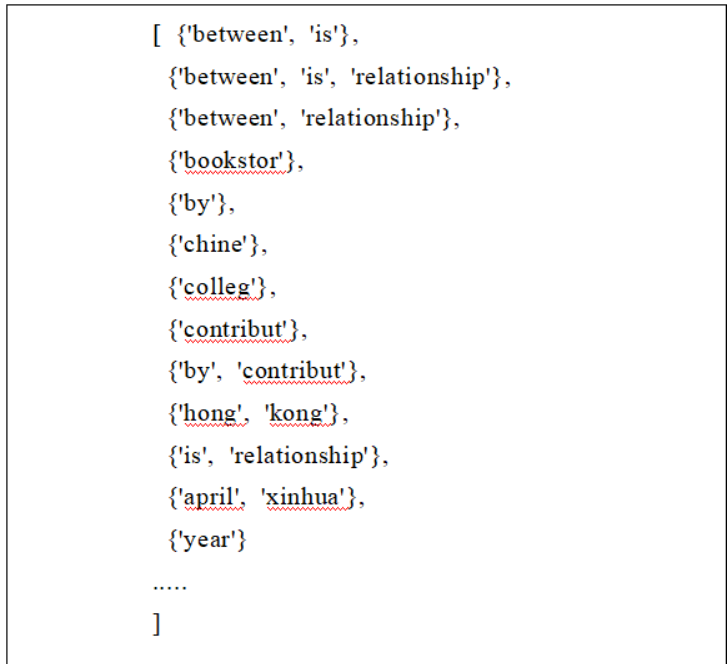 [ {'between', 'is'},
{'between', 'is', 'relationship'},
{'between', 'relationship'},
{'bookstor'},
{'by'},
{'chine'},
{'colleg'},
{'contribut'},
{'by', 'contribut'},
{'hong', 'kong'},
{'is', 'relationship'},
{'april', 'xinhua'},
{'year'}
.....
]